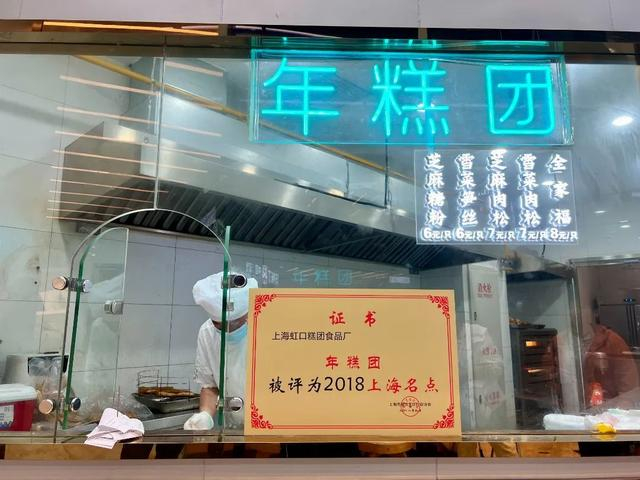 年糕团
芝麻糖粉 6元/只
雪菜笋丝 6元/只
芝麻肉松 7元/只
雪菜肉松 7元/只
全家福 8元/只
年糕团
证书
上海虹口糕团食品厂
年糕团
被评为2018上海名点